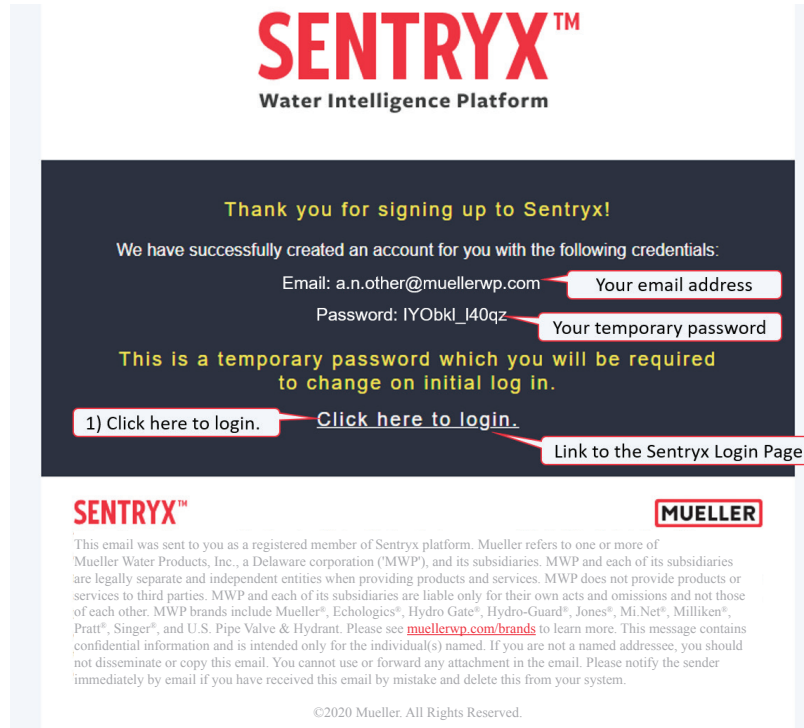 SENTRYX™
Water Intelligence Platform
Thank you for signing up to Sentryx!
We have successfully created an account for you with the following credentials:
Email: a.n.other@muellerwp.com
Your email address
Password: IYObkl_I40qz
Your temporary password
This is a temporary password which you will be required
to change on initial log in.
1) Click here to login.
Click here to login.
Link to the Sentryx Login Page
SENTRYX™
MUELLER
This email was sent to you as a registered member of Sentryx platform. Mueller refers to one or more of
Mueller Water Products, Inc., a Delaware corporation ('MWP'), and its subsidiaries. MWP and each of its subsidiaries
are legally separate and independent entities when providing products and services. MWP does not provide products or
services to third parties. MWP and each of its subsidiaries are liable only for their own acts and omissions and not those
of each other. MWP brands include Mueller®, Echologics®, Hydro Gate®, Hydro-Guard®, Jones®, Mi.Net®, Milliken®,
Pratt®, Singer®, and U.S. Pipe Valve & Hydrant. Please see muellerwp.com/brands to learn more. This message contains
confidential information and is intended only for the individual(s) named. If you are not a named addressee, you should
not disseminate or copy this email. You cannot use or forward any attachment in the email. Please notify the sender
immediately by email if you have received this email by mistake and delete this from your system.
©2020 Mueller. All Rights Reserved.